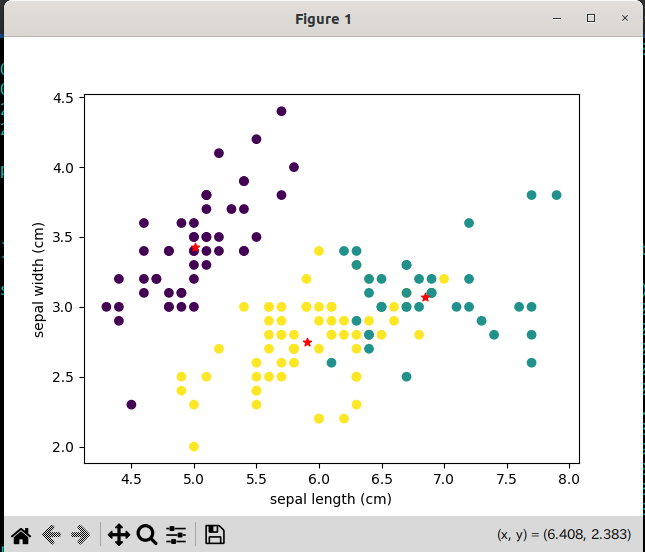 Figure 1
4.5
4.0
3.5
3.0
2.5
2.0
sepal width (cm)
4.5 5.0 5.5 6.0 6.5 7.0 7.5 8.0
sepal length (cm)
(x, y) = (6.408, 2.383)